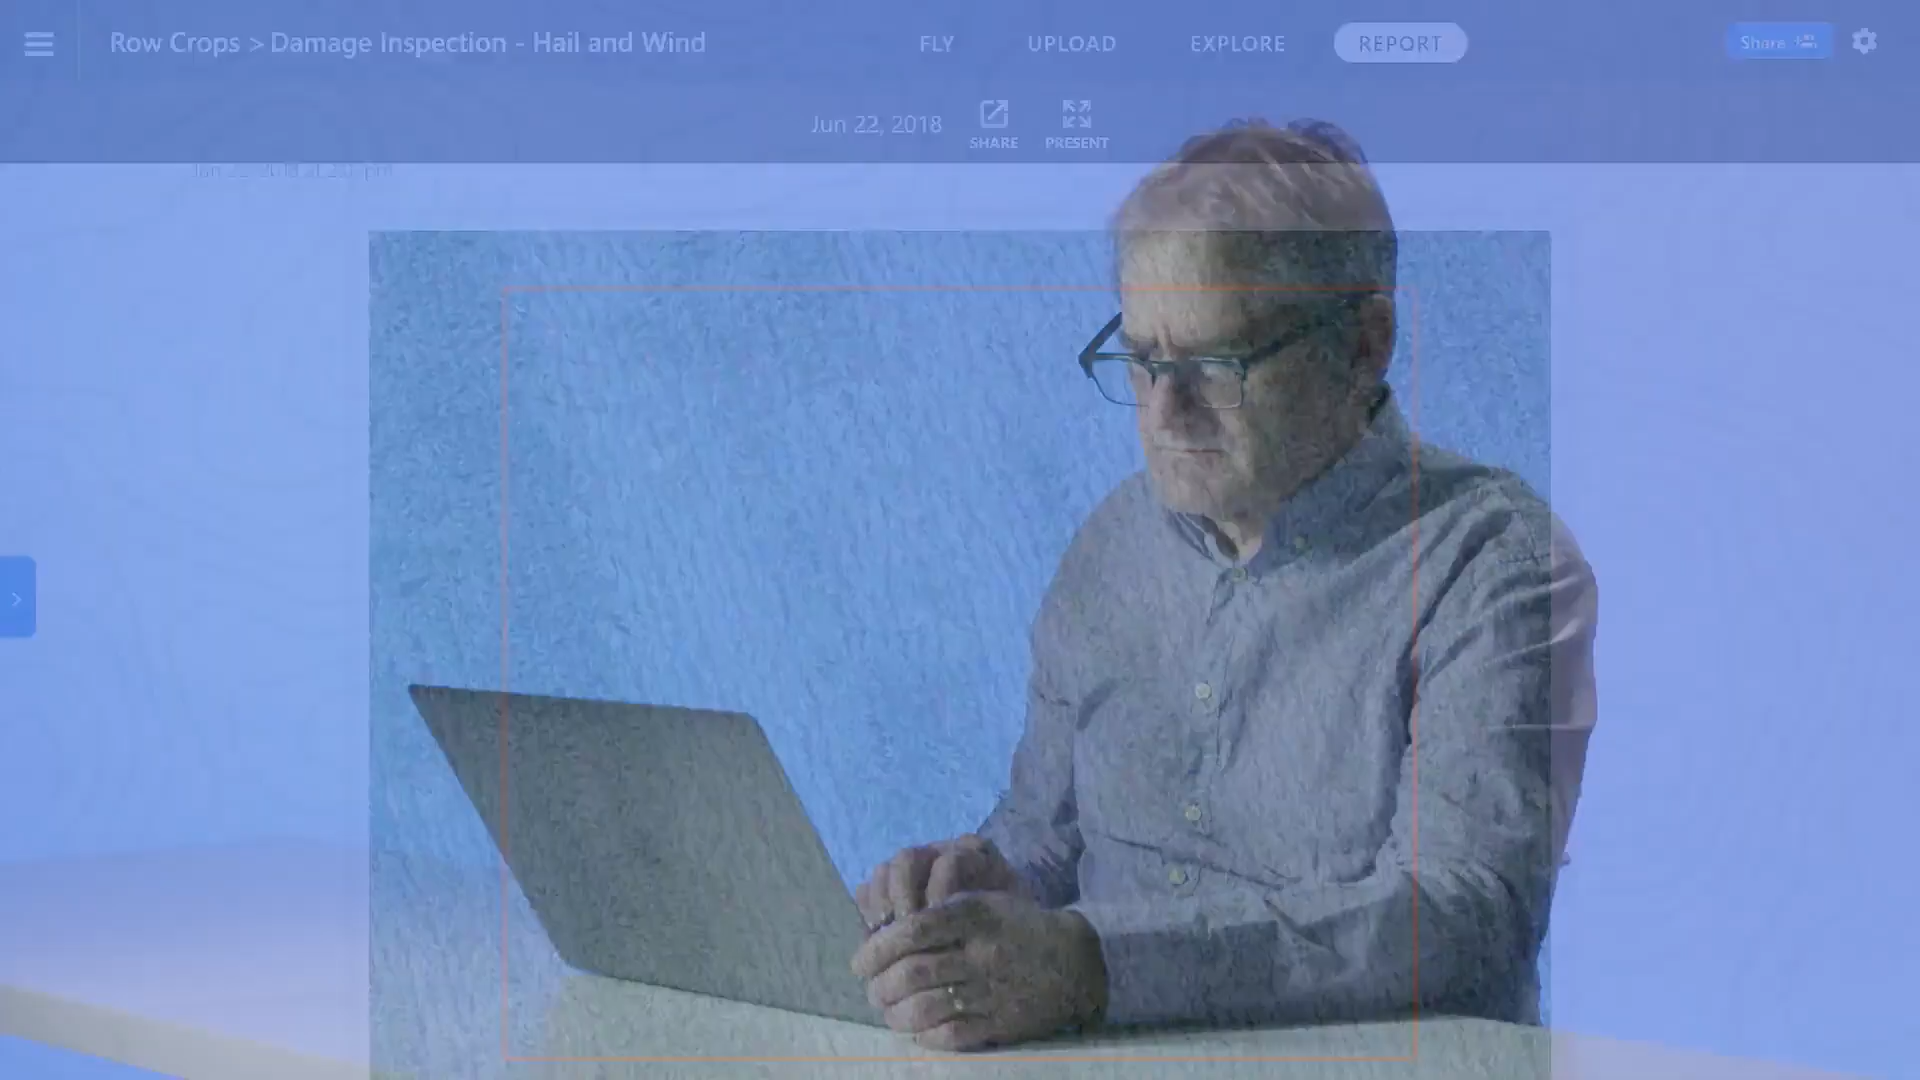 Row Crops > Damage Inspection - Hail and Wind
FLY
UPLOAD
EXPLORE
REPORT
Share
Jun 22, 2018
SHARE
PRESENT